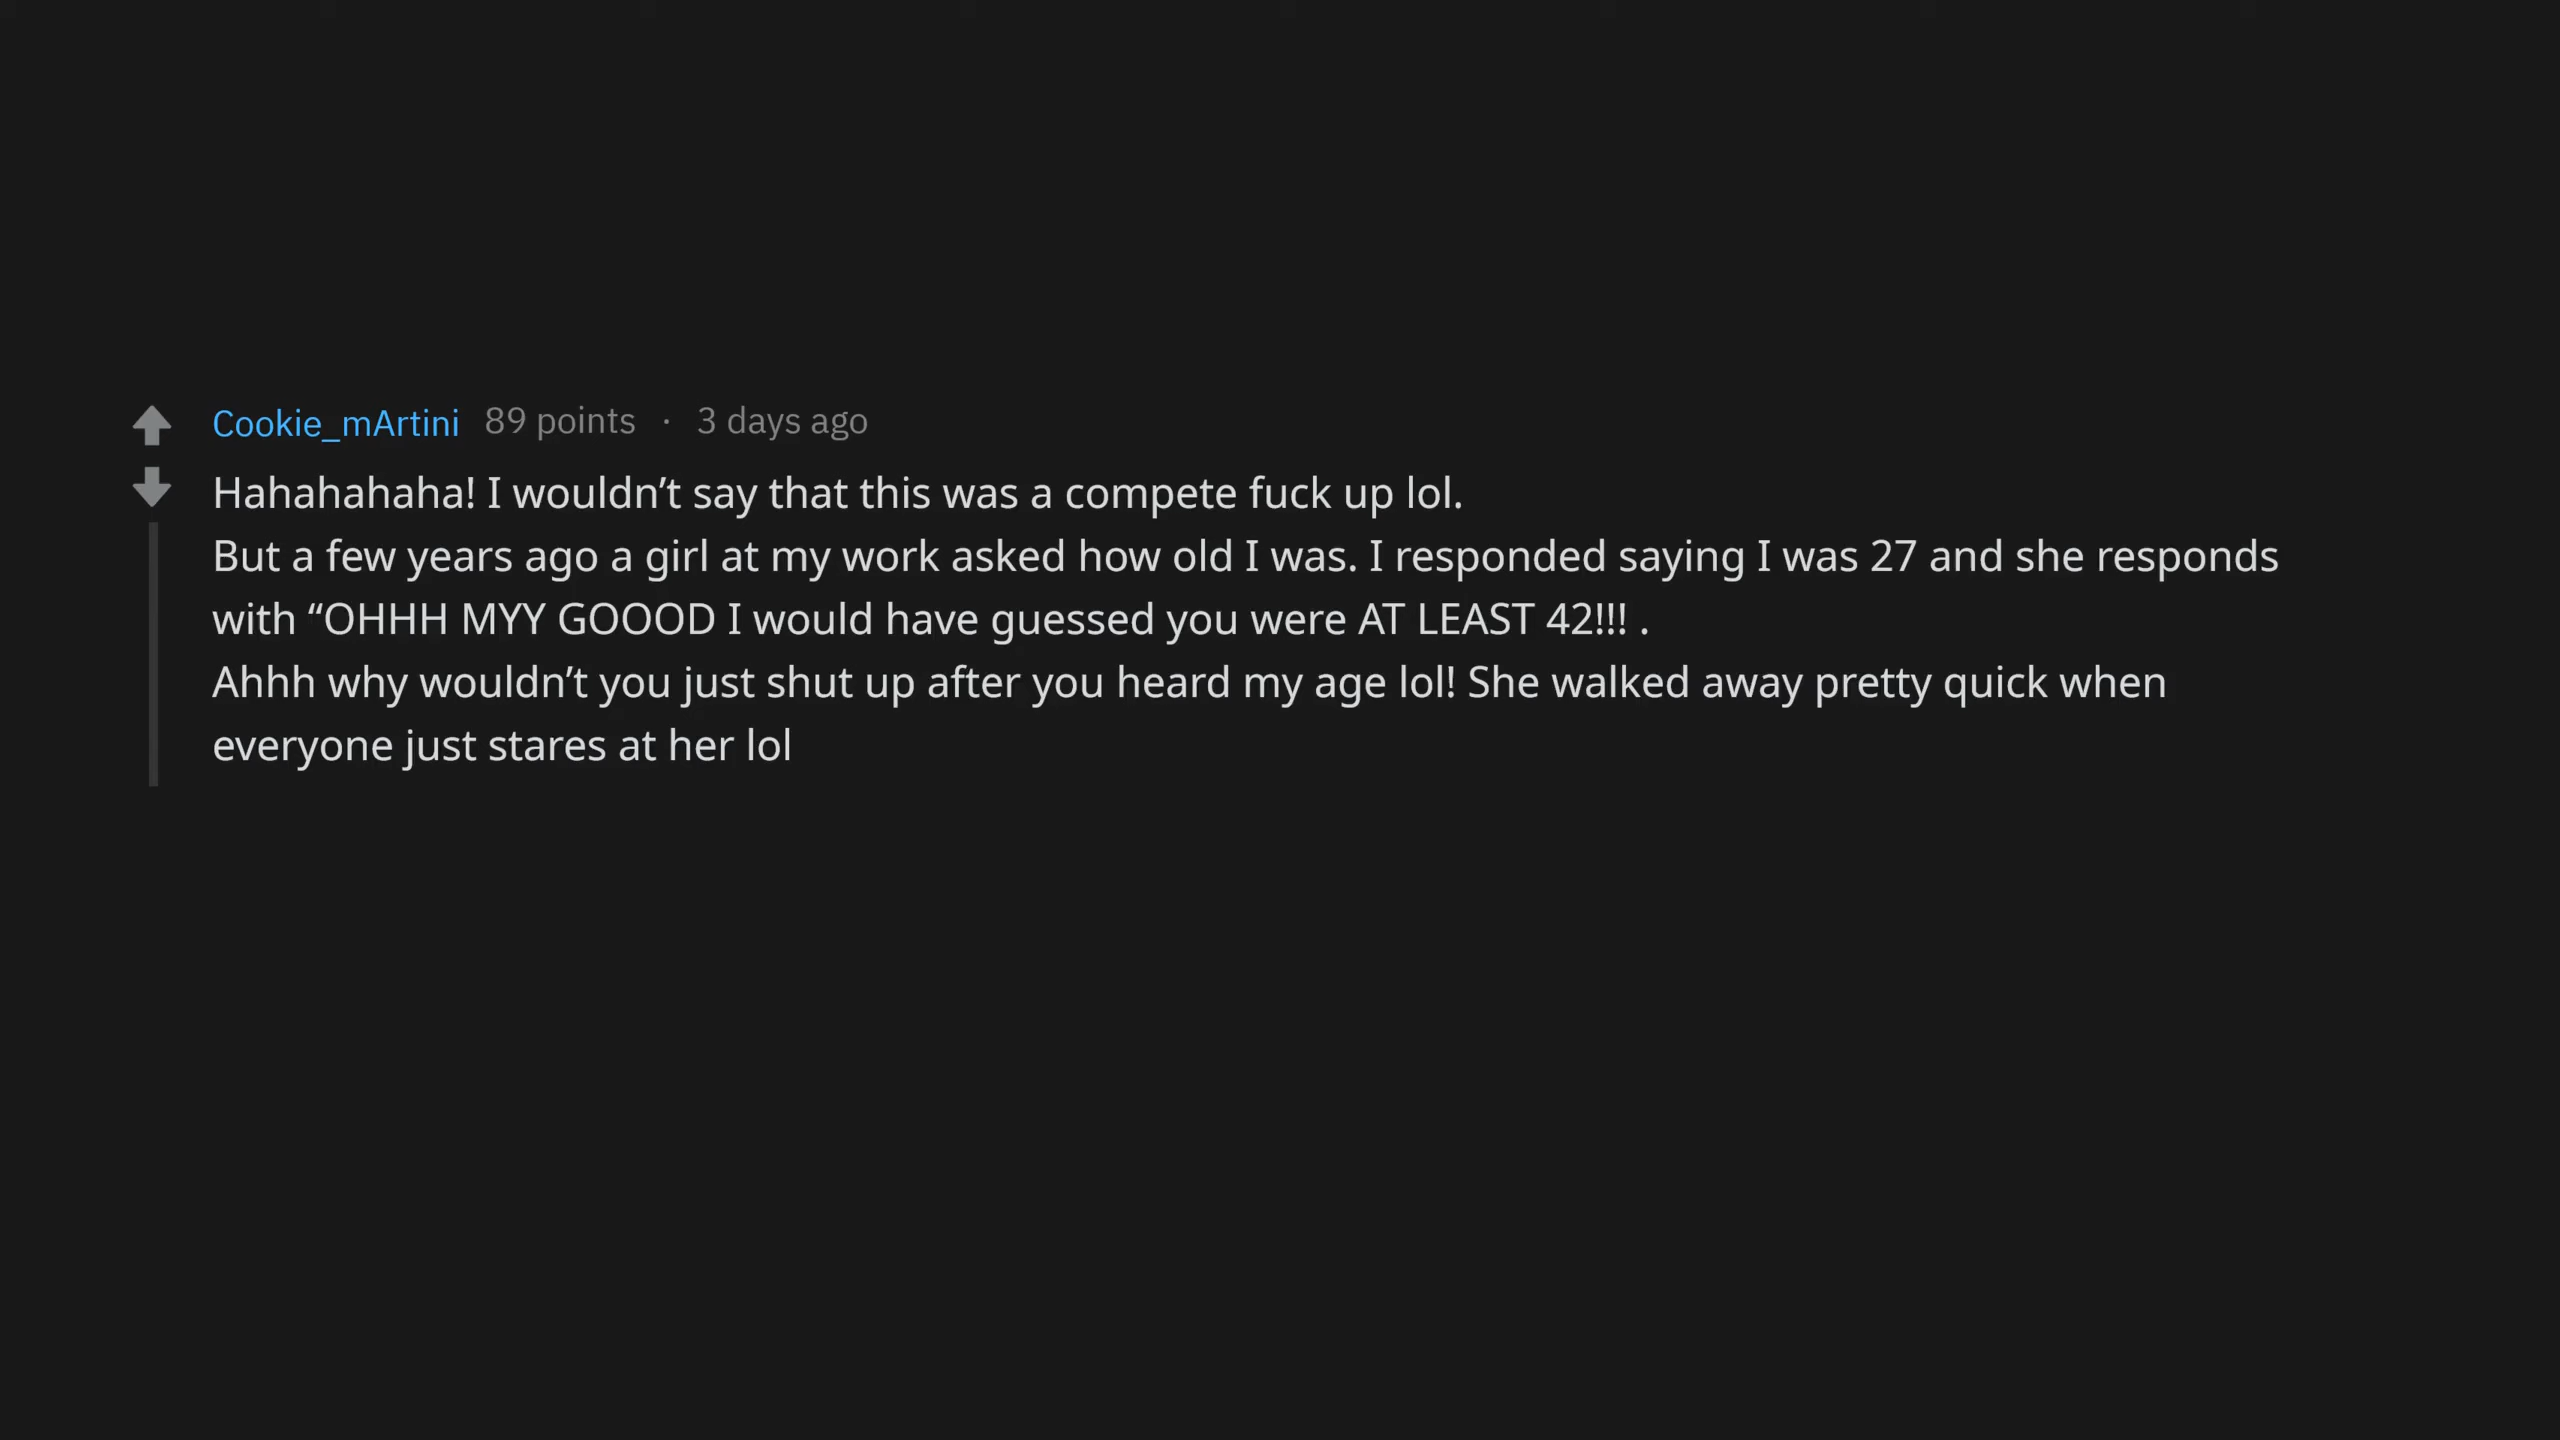 Cookie_mArtini 89 points · 3 days ago
Hahahahaha! I wouldn’t say that this was a compete fuck up lol.
But a few years ago a girl at my work asked how old I was. I responded saying I was 27 and she responds
with “OHHH MYY GOOOD I would have guessed you were AT LEAST 42!!! .
Ahhh why wouldn’t you just shut up after you heard my age lol! She walked away pretty quick when
everyone just stares at her lol